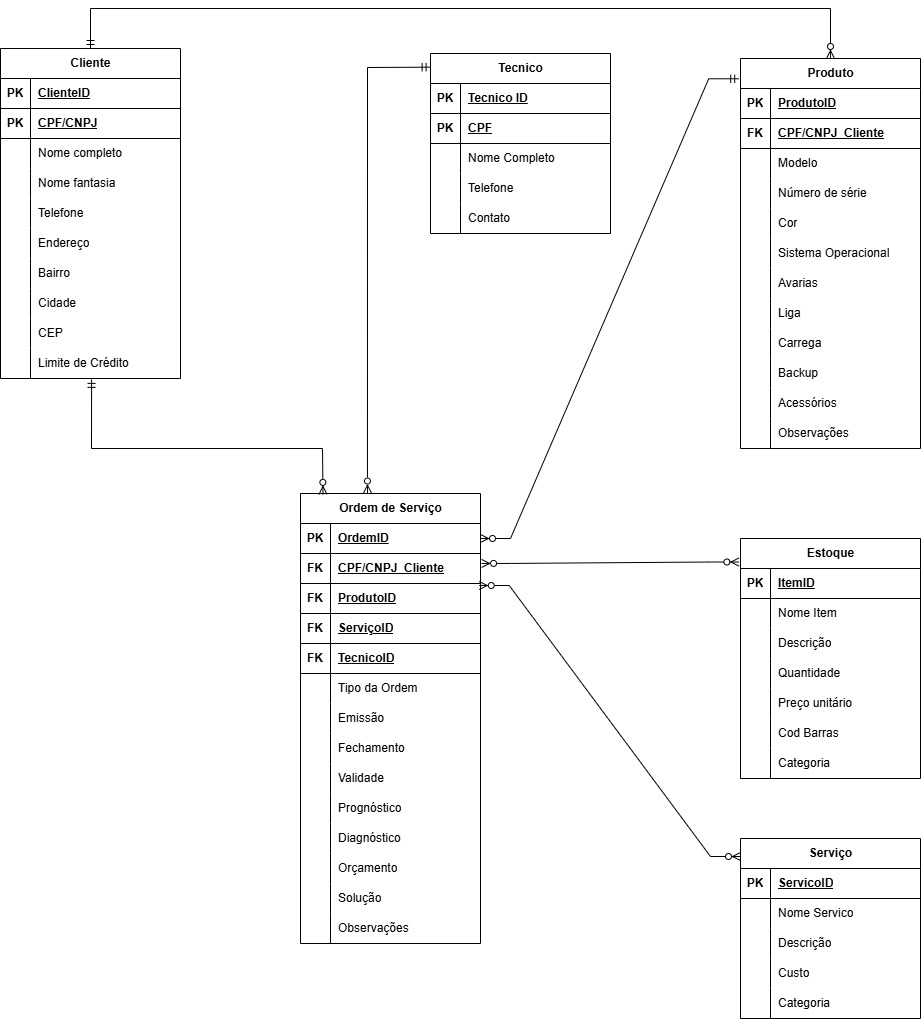 Cliente
PK ClienteID
PK CPF/CNPJ
Nome completo
Nome fantasia
Telefone
Endereço
Bairro
Cidade
CEP
Limite de Crédito
Tecnico
PK Tecnico ID
PK CPF
Nome Completo
Telefone
Contato
Produto
PK ProdutoID
FK CPF/CNPJ_Cliente
Modelo
Número de série
Cor
Sistema Operacional
Avarias
Liga
Carrega
Backup
Acessórios
Observações
Ordem de Serviço
PK OrdemID
FK CPF/CNPJ_Cliente
FK ProdutoID
FK ServiçoID
FK TecnicoID
Tipo da Ordem
Emissão
Fechamento
Validade
Prognóstico
Diagnóstico
Orçamento
Solução
Observações
Estoque
PK ItemID
Nome Item
Descrição
Quantidade
Preço unitário
Cod Barras
Categoria
Serviço
PK ServicoID
Nome Servico
Descrição
Custo
Categoria